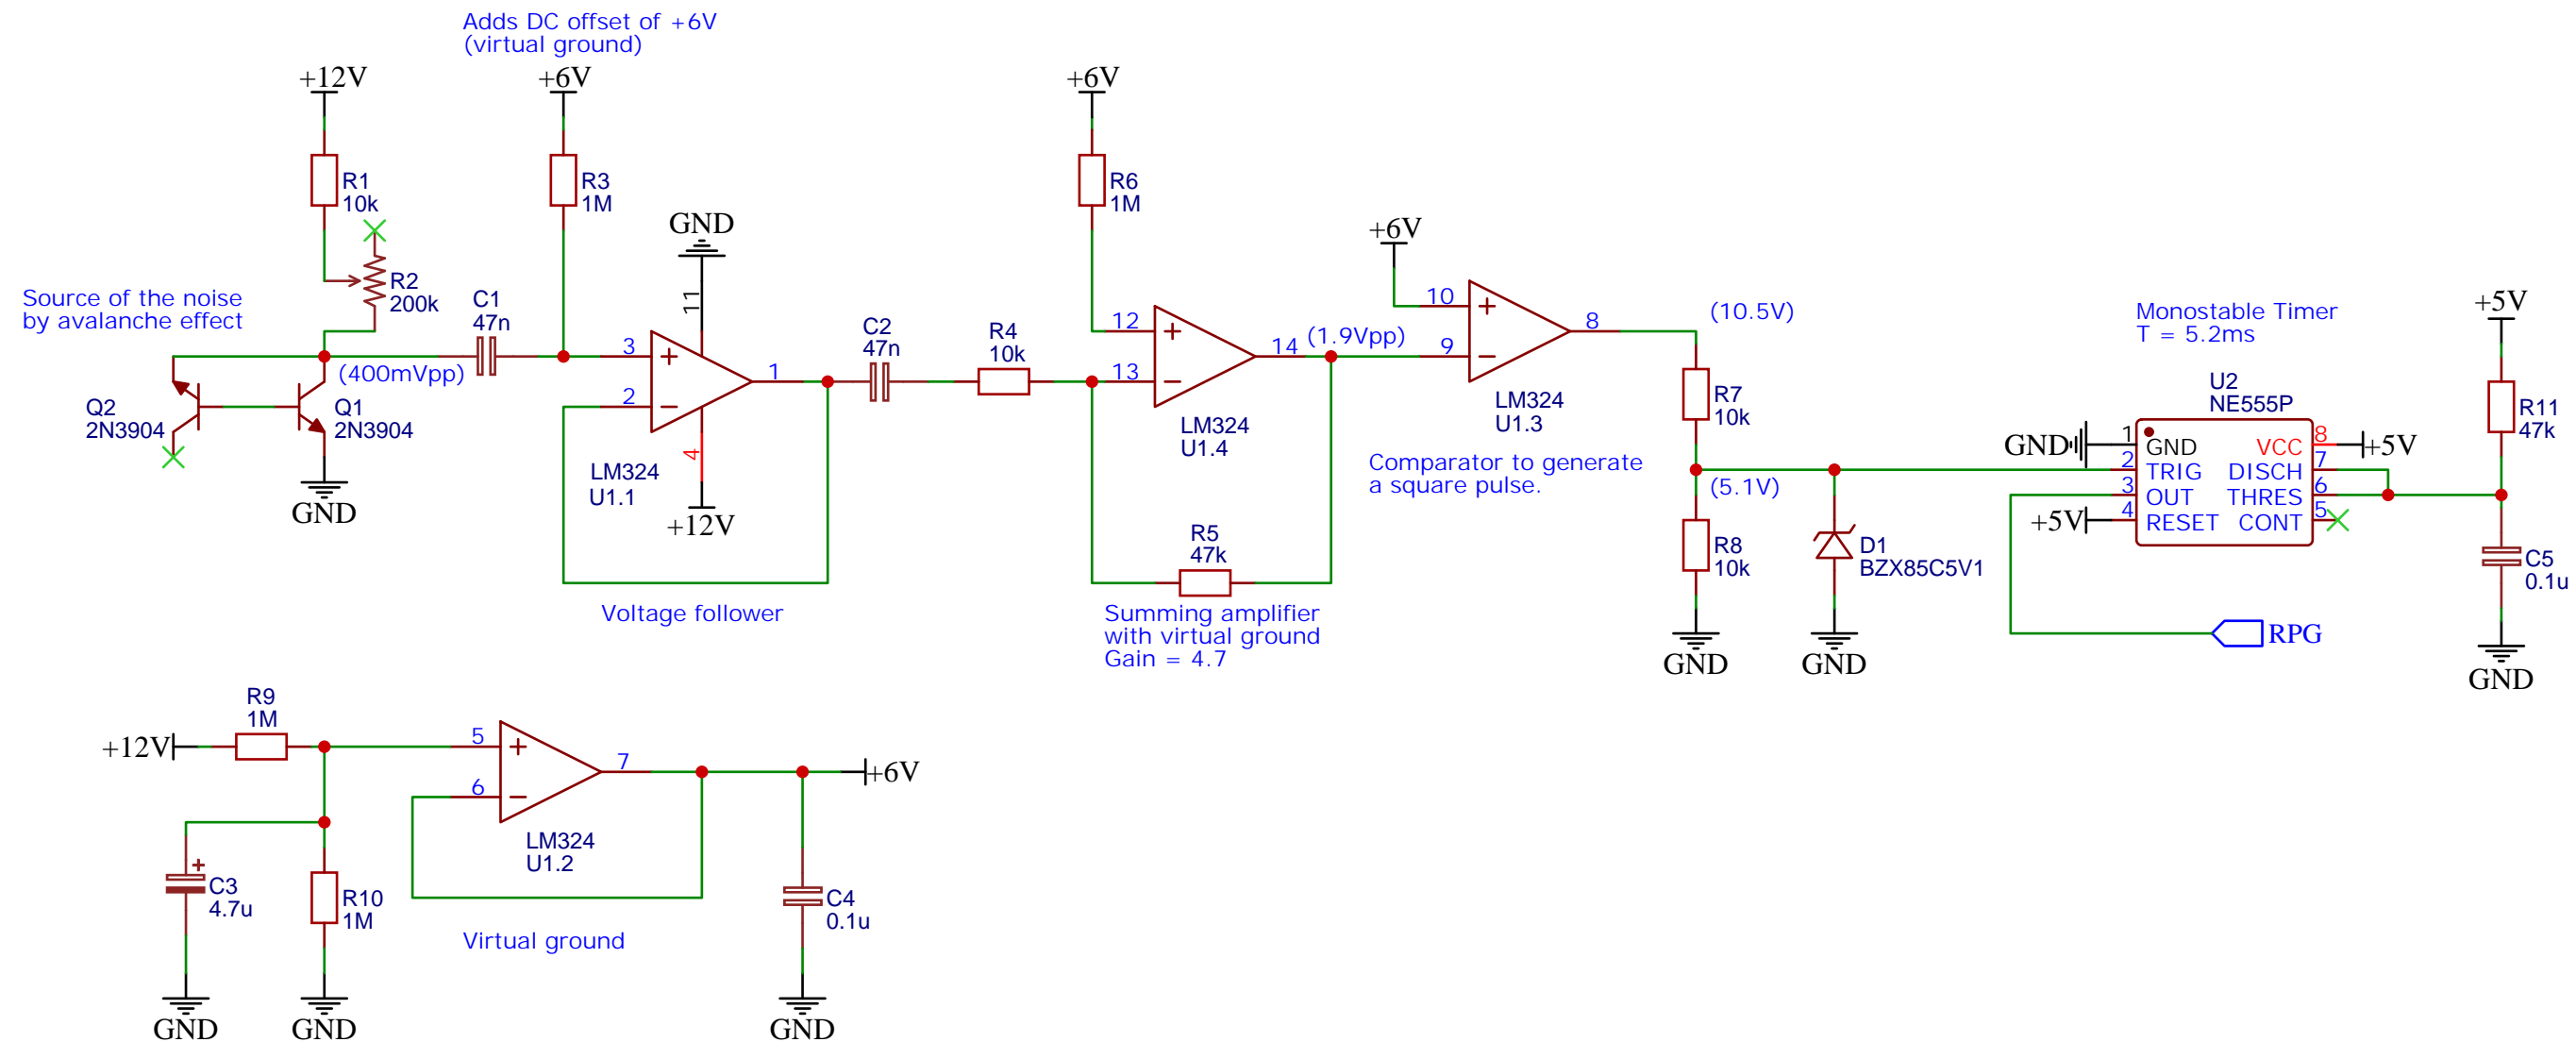 Adds DC offset of +6V
(virtual ground)
+12V
+6V
+6V
R1
10k
R3
1M
R6
1M
GND
+6V
11
R2
200k
Source of the noise
by avalanche effect
C1
47n
(400mVpp)
Q2
2N3904
Q1
2N3904
GND
3
2
1
4
LM324
U1.1
+12V
Voltage follower
C2
47n
R4
10k
12
13
14
(1.9Vpp)
LM324
U1.4
R5
47k
Summing amplifier
with virtual ground
Gain = 4.7
10
9
8
LM324
U1.3
Comparator to generate
a square pulse.
(10.5V)
R7
10k
(5.1V)
R8
10k
GND
D1
BZX85C5V1
GND
Monostable Timer
T = 5.2ms
U2
NE555P
GND
1
GND
2
TRIG
3
OUT
+5V
4
RESET
VCC
8
+5V
DISCH
7
THRES
6
CONT
5
+5V
R11
47k
C5
0.1u
GND
RPG
R9
1M
+12V
5
6
7
LM324
U1.2
+6V
C3
4.7u
+
R10
1M
C4
0.1u
Virtual ground
GND
GND
GND